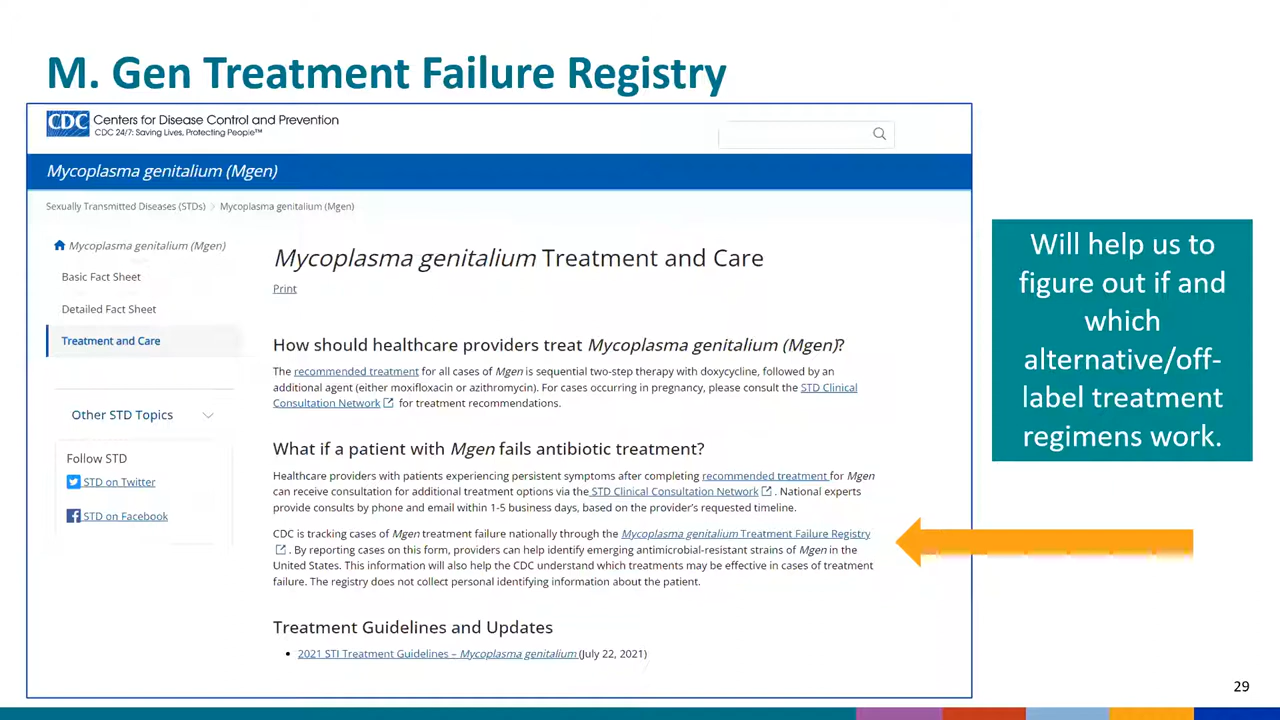 M. Gen Treatment Failure Registry
CDC Centers for Disease Control and Prevention
CDC 24/7: Saving Lives, Protecting People™
Mycoplasma genitalium (Mgen)
Sexually Transmitted Diseases (STDs) > Mycoplasma genitalium (Mgen)
Mycoplasma genitalium (Mgen)
Basic Fact Sheet
Detailed Fact Sheet
Treatment and Care
Other STD Topics
Follow STD
STD on Twitter
STD on Facebook
Mycoplasma genitalium Treatment and Care
Print
How should healthcare providers treat Mycoplasma genitalium (Mgen)?
The recommended treatment for all cases of Mgen is sequential two-step therapy with doxycycline, followed by an
additional agent (either moxifloxacin or azithromycin). For cases occurring in pregnancy, please consult the STD Clinical
Consultation Network for treatment recommendations.
What if a patient with Mgen fails antibiotic treatment?
Healthcare providers with patients experiencing persistent symptoms after completing recommended treatment for Mgen
can receive consultation for additional treatment options via the STD Clinical Consultation Network . National experts
provide consults by phone and email within 1-5 business days, based on the provider's requested timeline.
CDC is tracking cases of Mgen treatment failure nationally through the Mycoplasma genitalium Treatment Failure Registry
. By reporting cases on this form, providers can help identify emerging antimicrobial-resistant strains of Mgen in the
United States. This information will also help the CDC understand which treatments may be effective in cases of treatment
failure. The registry does not collect personal identifying information about the patient.
Treatment Guidelines and Updates
• 2021 STI Treatment Guidelines – Mycoplasma genitalium (July 22, 2021)
Will help us to
figure out if and
which
alternative/off-
label treatment
regimens work.
29